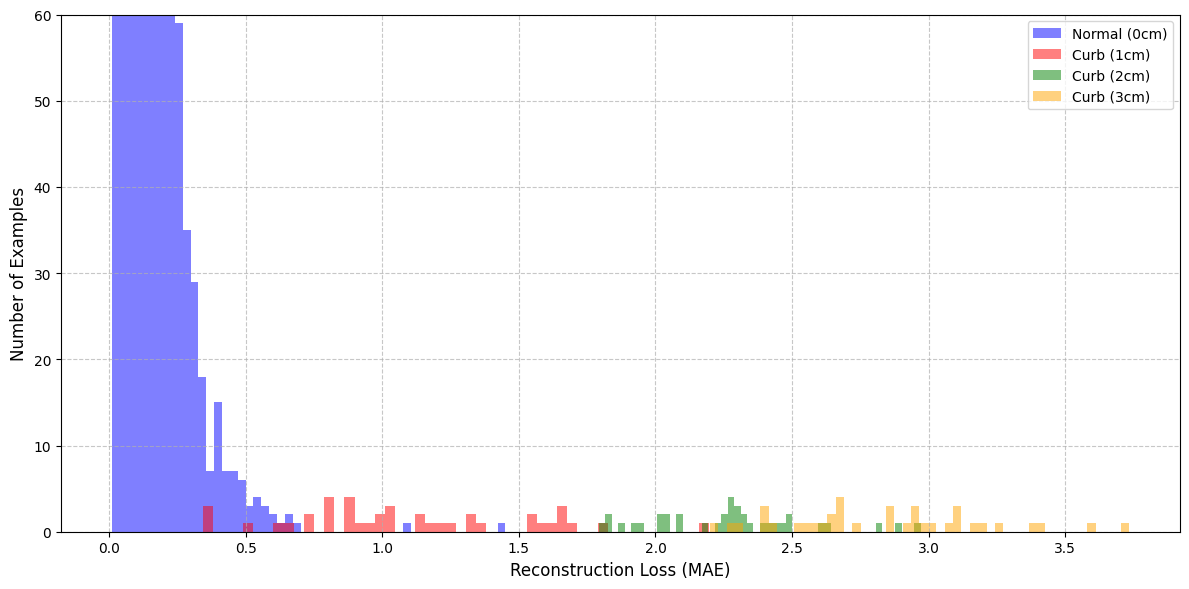 60
50
40
30
20
10
0
Number of Examples
Normal (0cm)
Curb (1cm)
Curb (2cm)
Curb (3cm)
0.0 0.5 1.0 1.5 2.0 2.5 3.0 3.5
Reconstruction Loss (MAE)